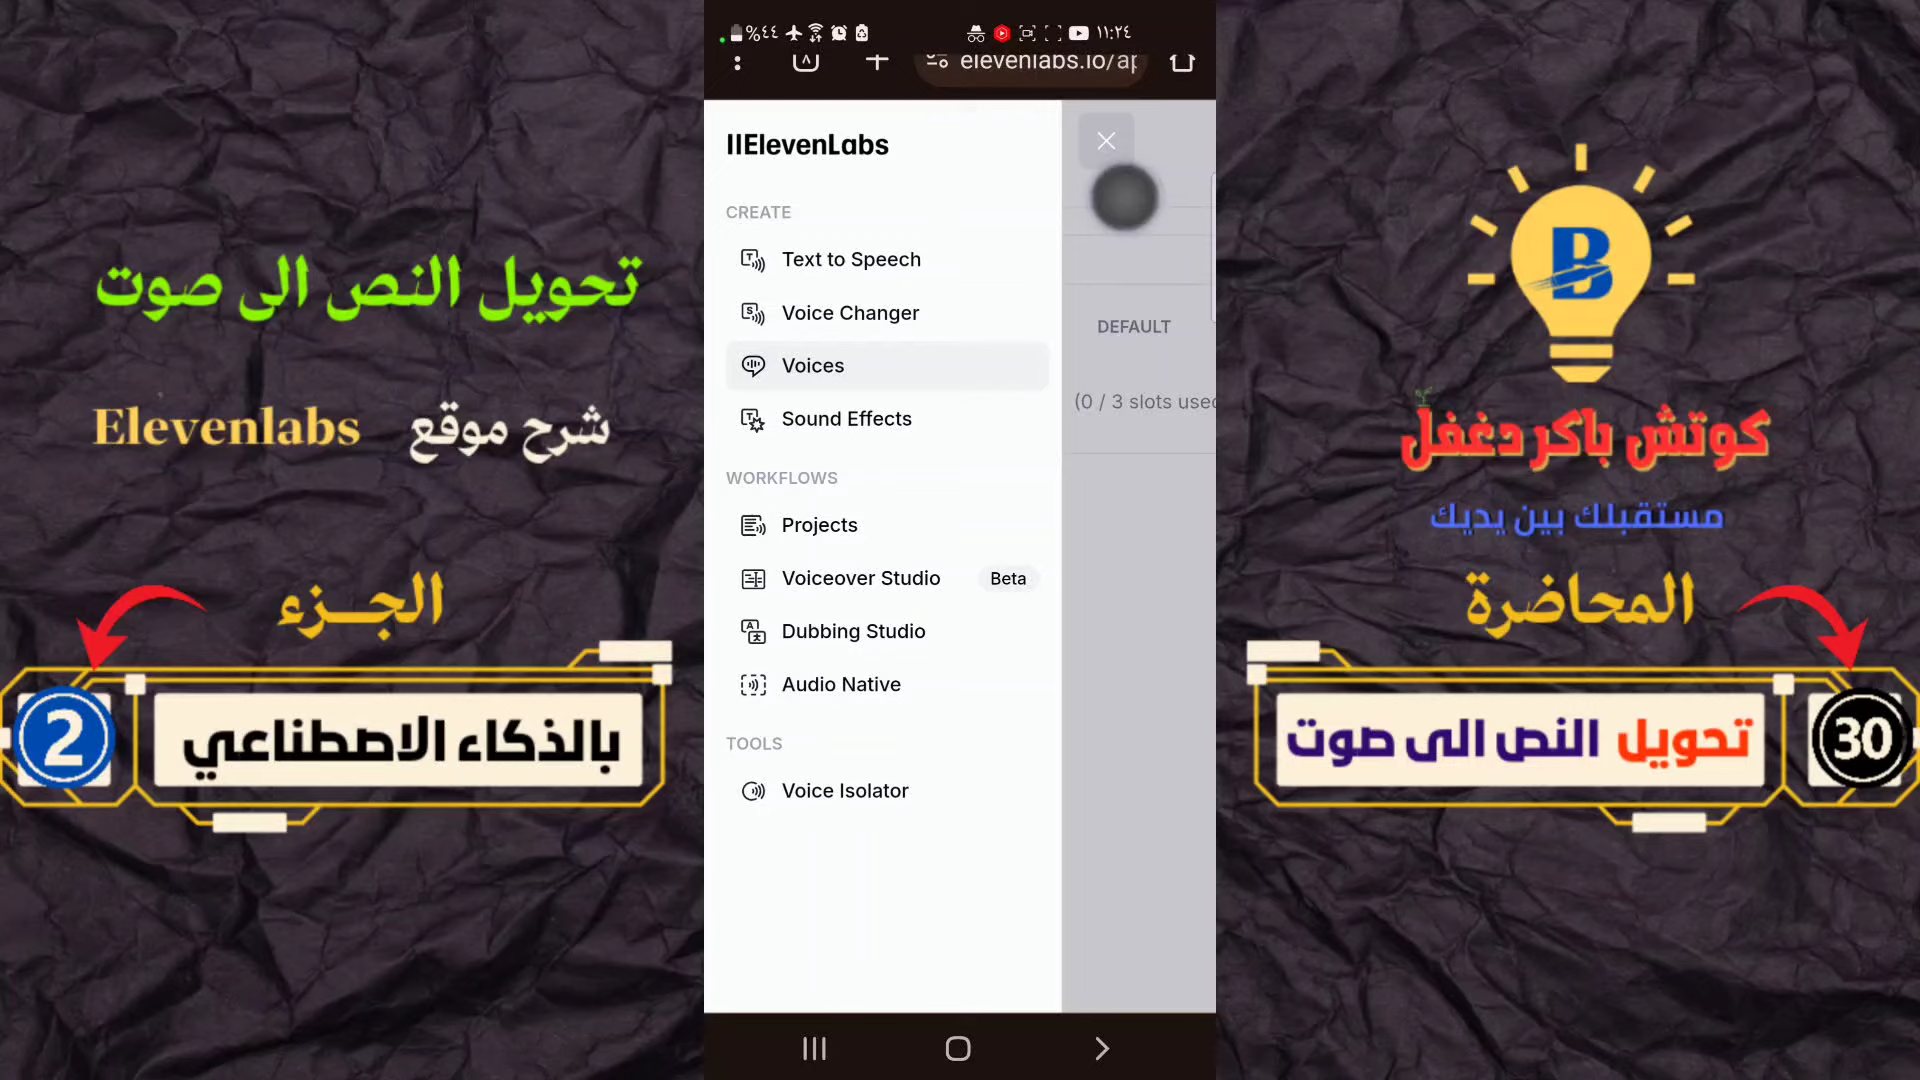 %٤٤
١١:٢٤
elevenlabs.io/ap
IIElevenLabs
CREATE
Text to Speech
Voice Changer
Voices
Sound Effects
WORKFLOWS
Projects
Voiceover Studio Beta
Dubbing Studio
Audio Native
TOOLS
Voice Isolator
DEFAULT
(0 / 3 slots used
تحويل النص الى صوت
شرح موقع Elevenlabs
الجزء
2
بالذكاء الاصطناعي
B
كوتش باكر دغفل
مستقبلك بين يديك
المحاضرة
تحويل النص الى صوت
30